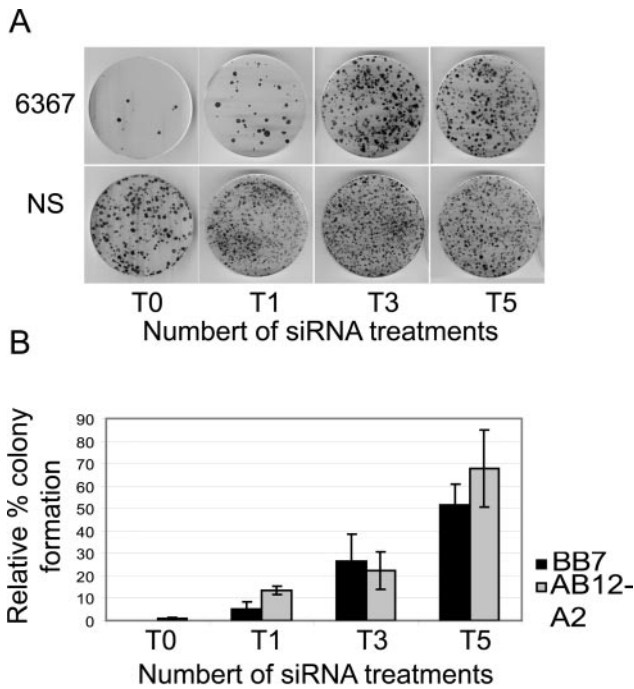 A
6367
NS
T0 T1 T3 T5
Numbert of siRNA treatments
B
Relative % colony
formation
90
80
70
60
50
40
30
20
10
0
T0 T1 T3 T5
Numbert of siRNA treatments
BB7
AB12-
A2